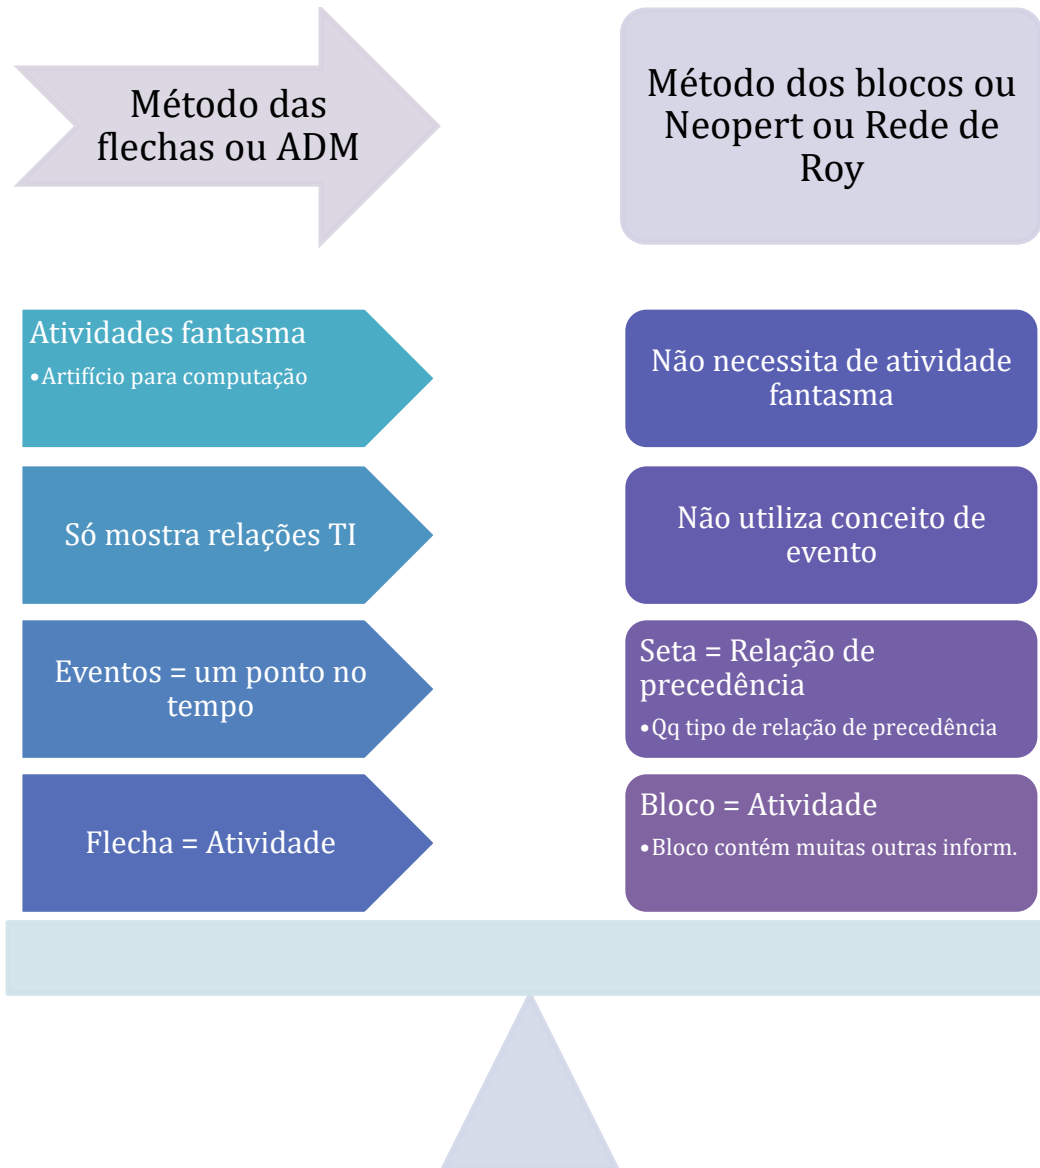 Método das
flechas ou ADM
Método dos blocos ou
Neopert ou Rede de
Roy
Atividades fantasma
•Artifício para computação
Só mostra relações TI
Eventos = um ponto no
tempo
Flecha = Atividade
Não necessita de atividade
fantasma
Não utiliza conceito de
evento
Seta = Relação de
precedência
•Qq tipo de relação de precedência
Bloco = Atividade
•Bloco contém muitas outras inform.